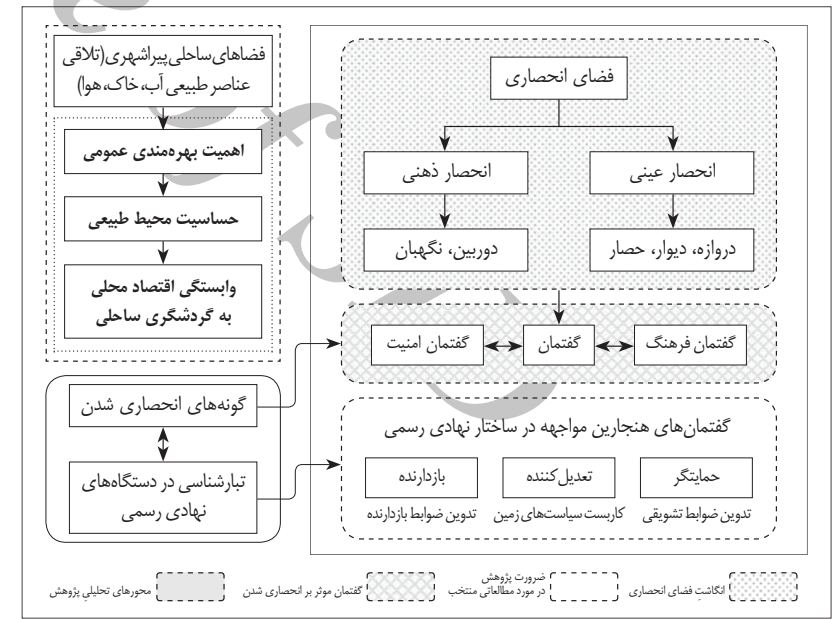 فضاهای ساحلی پیراشهری(تلاقی
عناصر طبیعی آب، خاک، هوا)
اهمیت بهره‌مندی عمومی
حساسیت محیط طبیعی
وابستگی اقتصاد محلی
به گردشگری ساحلی
گونه‌های انحصاری شدن
تبارشناسی در دستگاه‌های
نهادی رسمی
فضای انحصاری
انحصار عینی
انحصار ذهنی
دروازه، دیوار، حصار
دوربین، نگهبان
گفتمان فرهنگ
گفتمان
گفتمان امنیت
گفتمان‌های هنجارین مواجهه در ساختار نهادی رسمی
حمایتگر
تعدیل‌کننده
بازدارنده
تدوین ضوابط تشویقی
کاربست سیاست‌های زمین
تدوین ضوابط بازدارنده
انگاشتِ فضای انحصاری
ضرورت پژوهش
در مورد مطالعاتی منتخب
گفتمان موثر بر انحصاری شدن
محورهای تحلیلیِ پژوهش